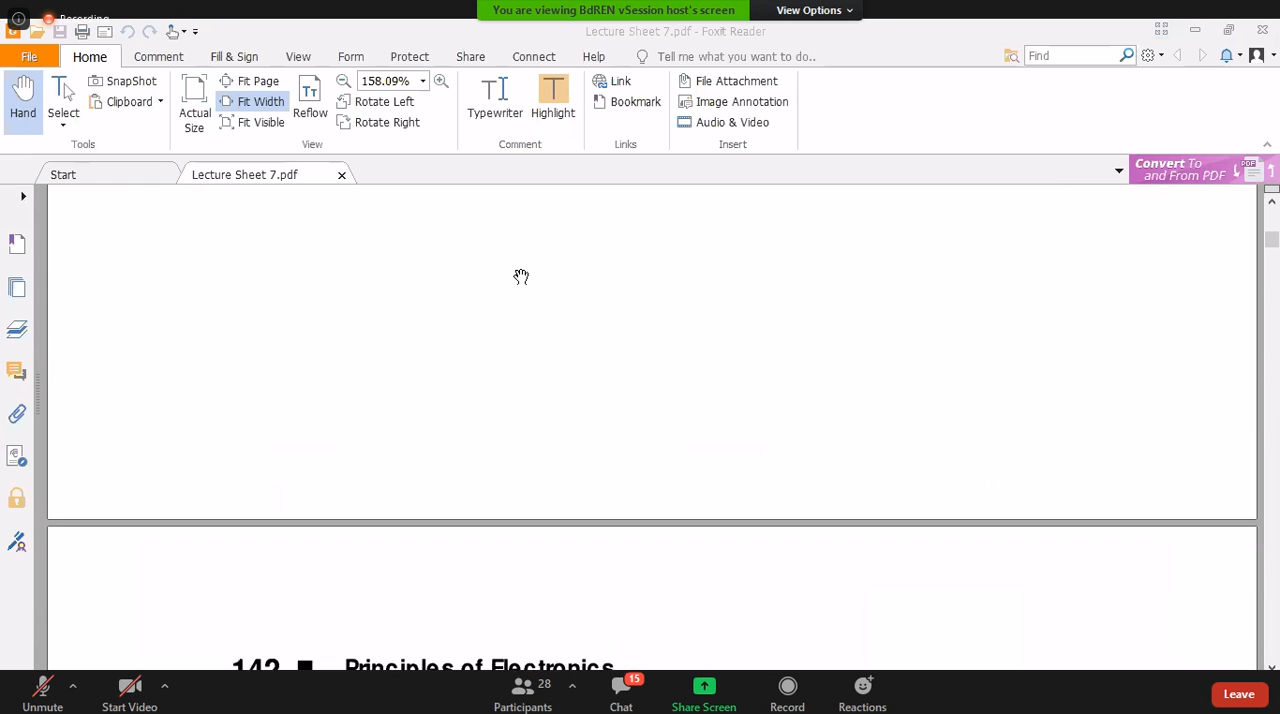 Recording
You are viewing BdREN vSession host's screen
View Options
Lecture Sheet 7.pdf - Foxit Reader
File
Home
Comment
Fill & Sign
View
Form
Protect
Share
Connect
Help
Tell me what you want to do..
Find
Hand
Select
SnapShot
Clipboard
Tools
Actual
Size
Fit Page
Fit Width
Fit Visible
Reflow
158.09%
Rotate Left
Rotate Right
View
Typewriter
Highlight
Comment
Link
Bookmark
Links
File Attachment
Image Annotation
Audio & Video
Insert
Start
Lecture Sheet 7.pdf
Convert To
and From PDF
PDF
142 ■ Principles of Electronics
Unmute
Start Video
Participants
28
Chat
15
Share Screen
Record
Reactions
Leave